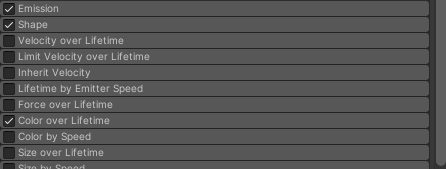 Emission
Shape
Velocity over Lifetime
Limit Velocity over Lifetime
Inherit Velocity
Lifetime by Emitter Speed
Force over Lifetime
Color over Lifetime
Color by Speed
Size over Lifetime
Size by Speed